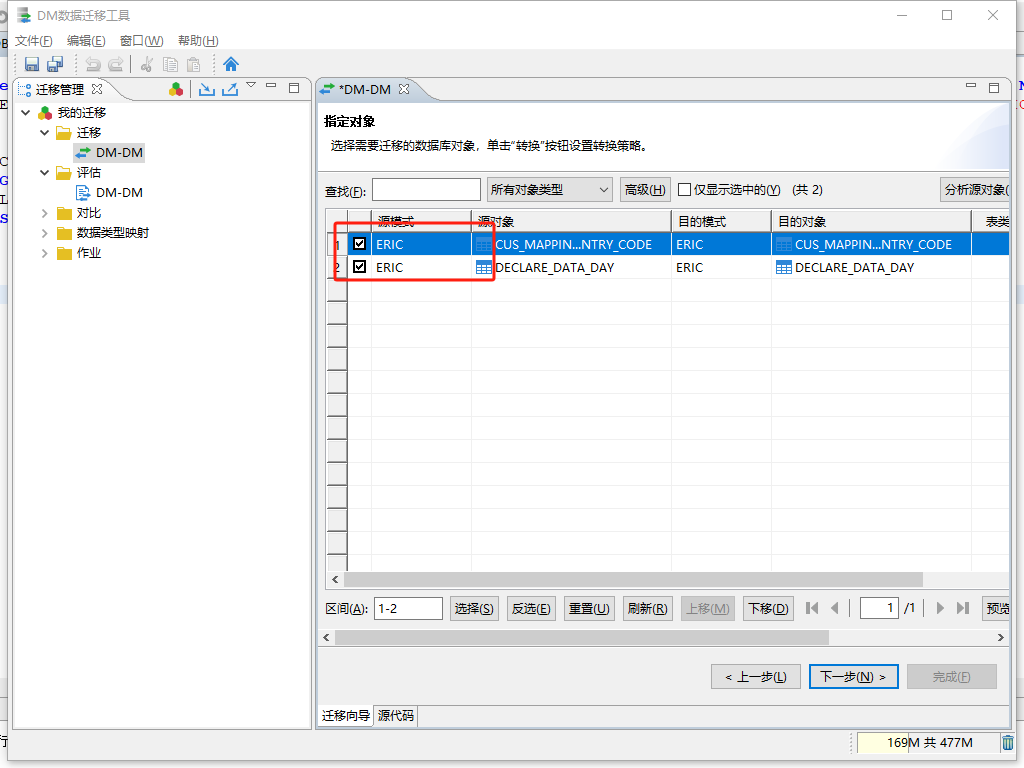 DM数据迁移工具
文件(F) 编辑(E) 窗口(W) 帮助(H)
迁移管理
*DM-DM
我的迁移
迁移
DM-DM
评估
DM-DM
对比
数据类型映射
作业
指定对象
选择需要迁移的数据库对象，单击“转换”按钮设置转换策略。
查找(F): 所有对象类型 高级(H) 仅显示选中的(Y) (共 2) 分析源对象(
源模式 源对象 目的模式 目的对象 表类
1 ERIC CUS_MAPPIN...NTRY_CODE ERIC CUS_MAPPIN...NTRY_CODE
2 ERIC DECLARE_DATA_DAY ERIC DECLARE_DATA_DAY
区间(A): 1-2 选择(S) 反选(E) 重置(U) 刷新(R) 上移(M) 下移(D) 1 /1 预览
< 上一步(L) 下一步(N) > 完成(F)
迁移向导 源代码
169M 共 477M